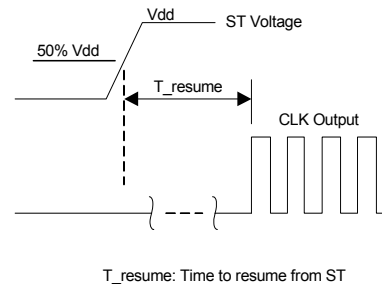 Vdd
ST Voltage
50% Vdd
T_resume
CLK Output
T_resume: Time to resume from ST